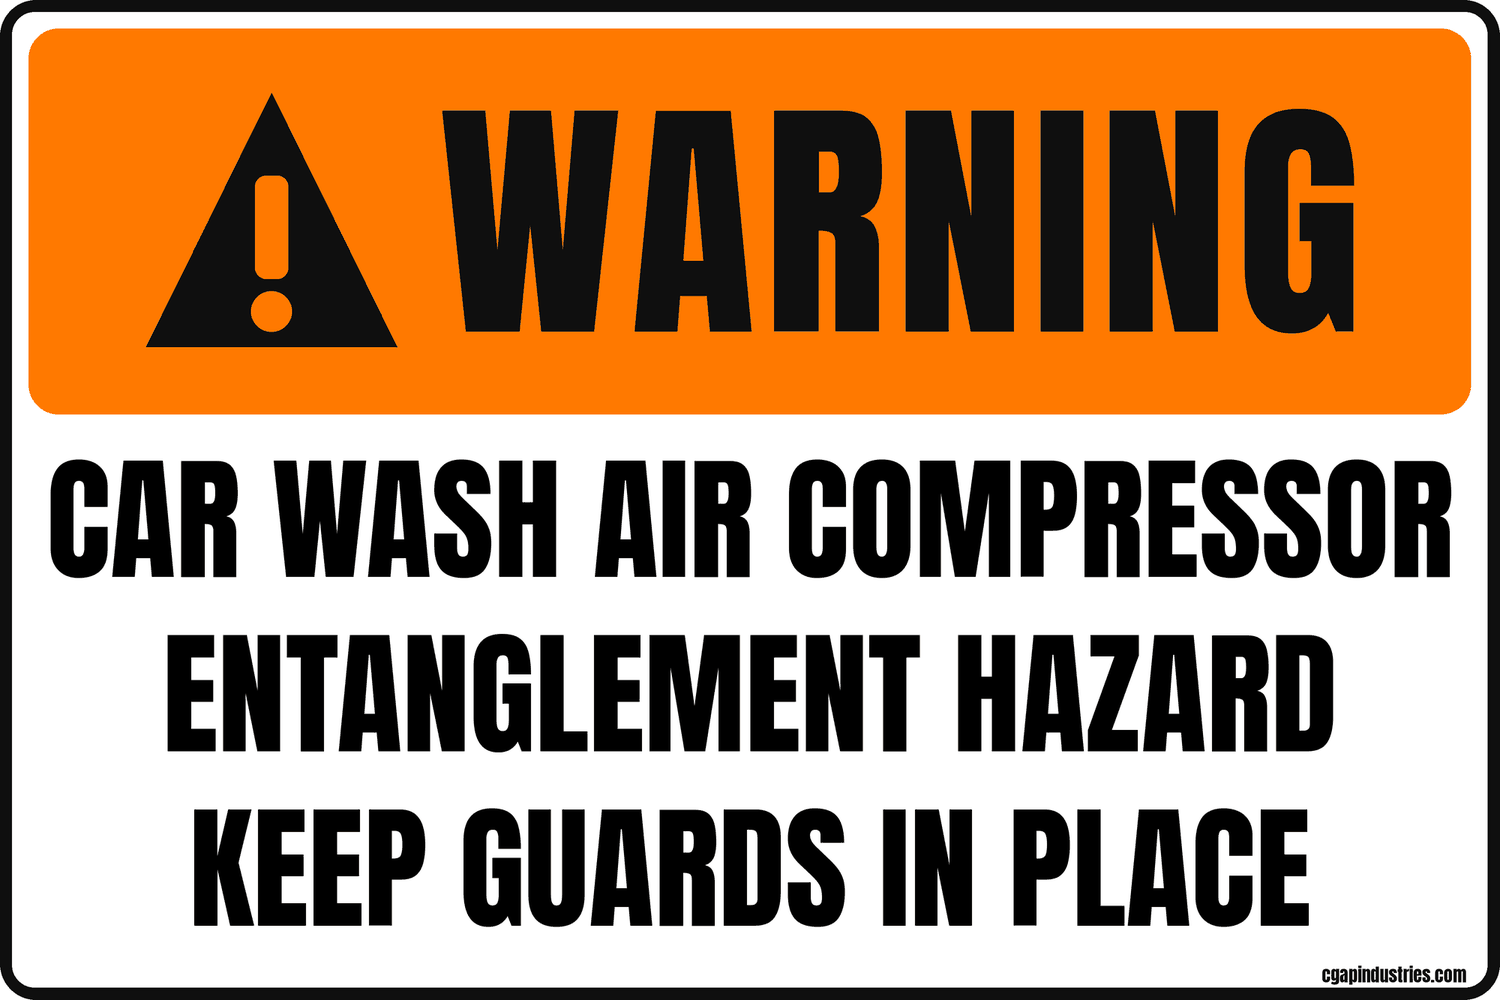 WARNING
CAR WASH AIR COMPRESSOR
ENTANGLEMENT HAZARD
KEEP GUARDS IN PLACE
cgapindustries.com